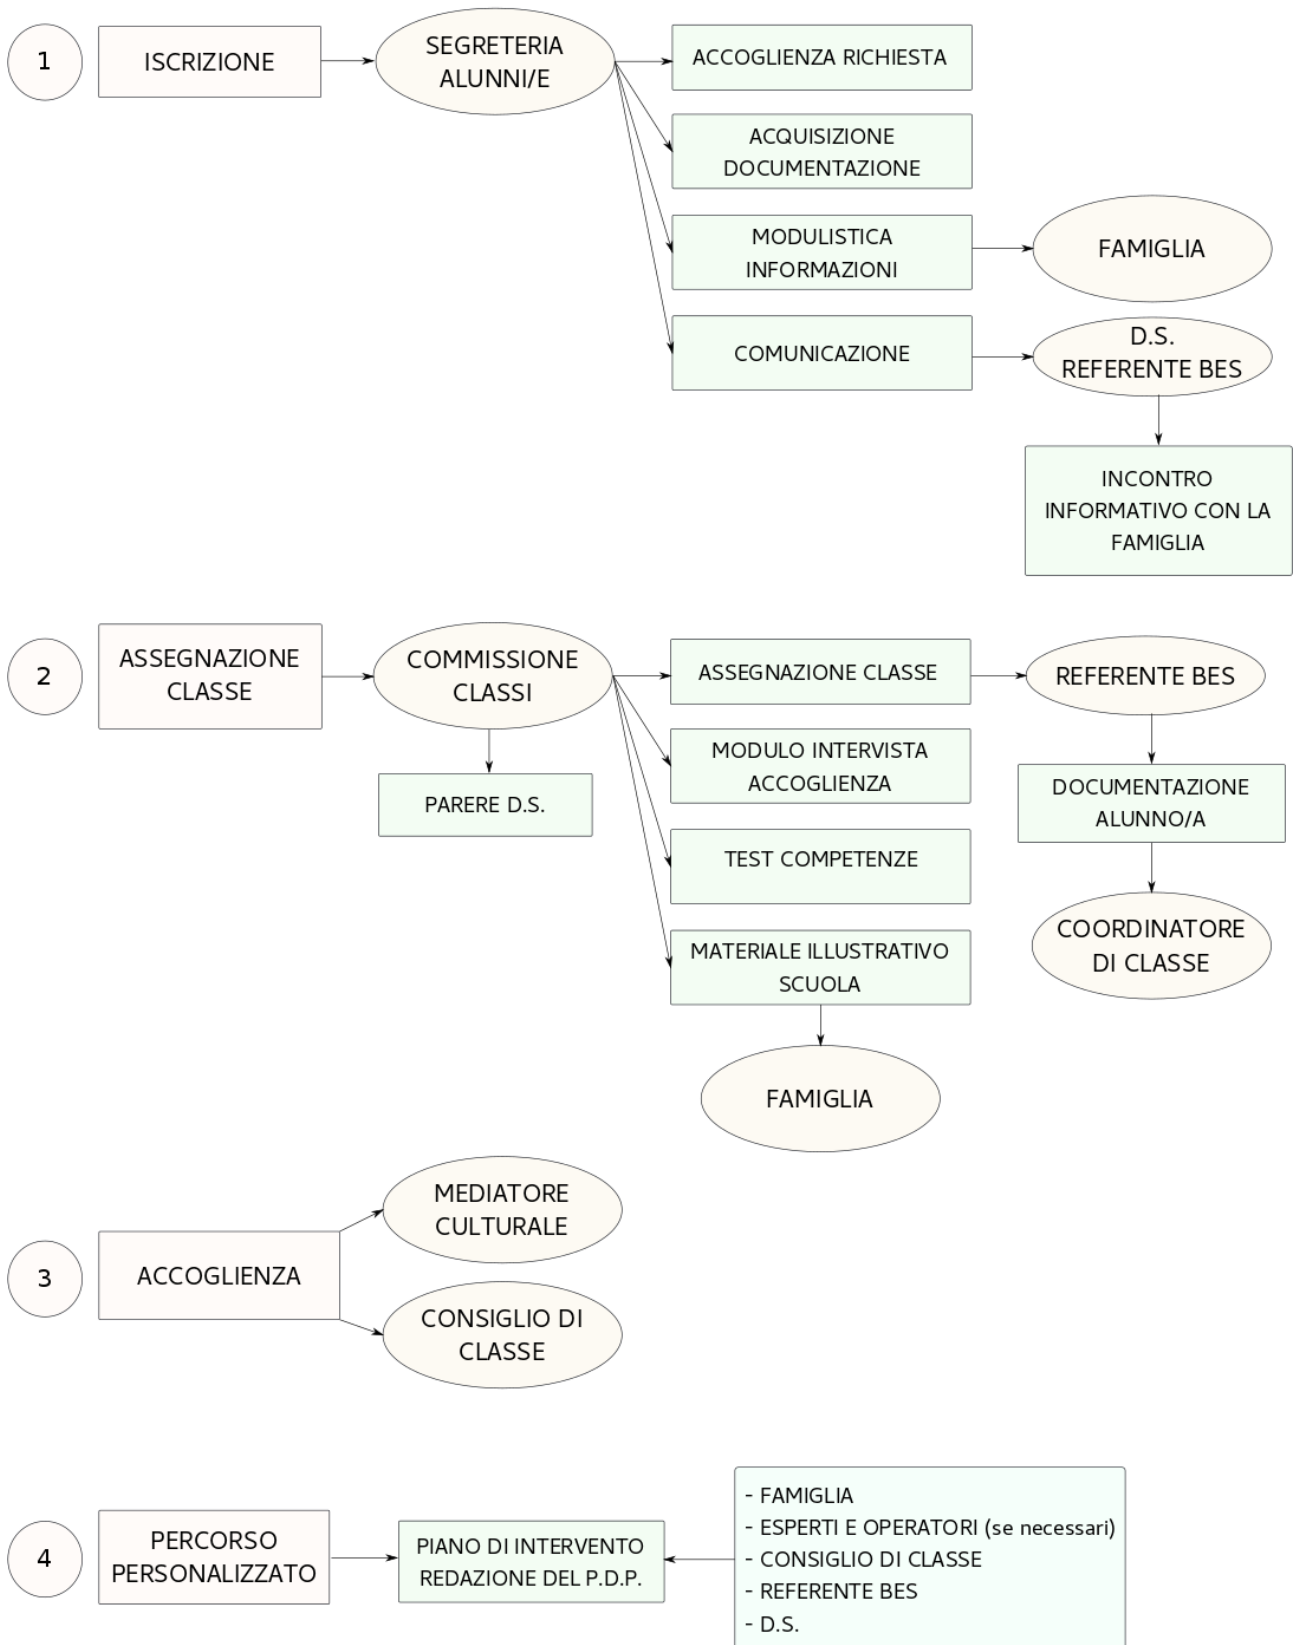 1
ISCRIZIONE
SEGRETERIA
ALUNNI/E
ACCOGLIENZA RICHIESTA
ACQUISIZIONE
DOCUMENTAZIONE
MODULISTICA
INFORMAZIONI
FAMIGLIA
COMUNICAZIONE
D.S.
REFERENTE BES
INCONTRO
INFORMATIVO CON LA
FAMIGLIA
2
ASSEGNAZIONE
CLASSE
COMMISSIONE
CLASSI
PARERE D.S.
ASSEGNAZIONE CLASSE
MODULO INTERVISTA
ACCOGLIENZA
TEST COMPETENZE
MATERIALE ILLUSTRATIVO
SCUOLA
FAMIGLIA
REFERENTE BES
DOCUMENTAZIONE
ALUNNO/A
COORDINATORE
DI CLASSE
3
ACCOGLIENZA
MEDIATORE
CULTURALE
CONSIGLIO DI
CLASSE
4
PERCORSO
PERSONALIZZATO
PIANO DI INTERVENTO
REDAZIONE DEL P.D.P.
- FAMIGLIA
- ESPERTI E OPERATORI (se necessari)
- CONSIGLIO DI CLASSE
- REFERENTE BES
- D.S.